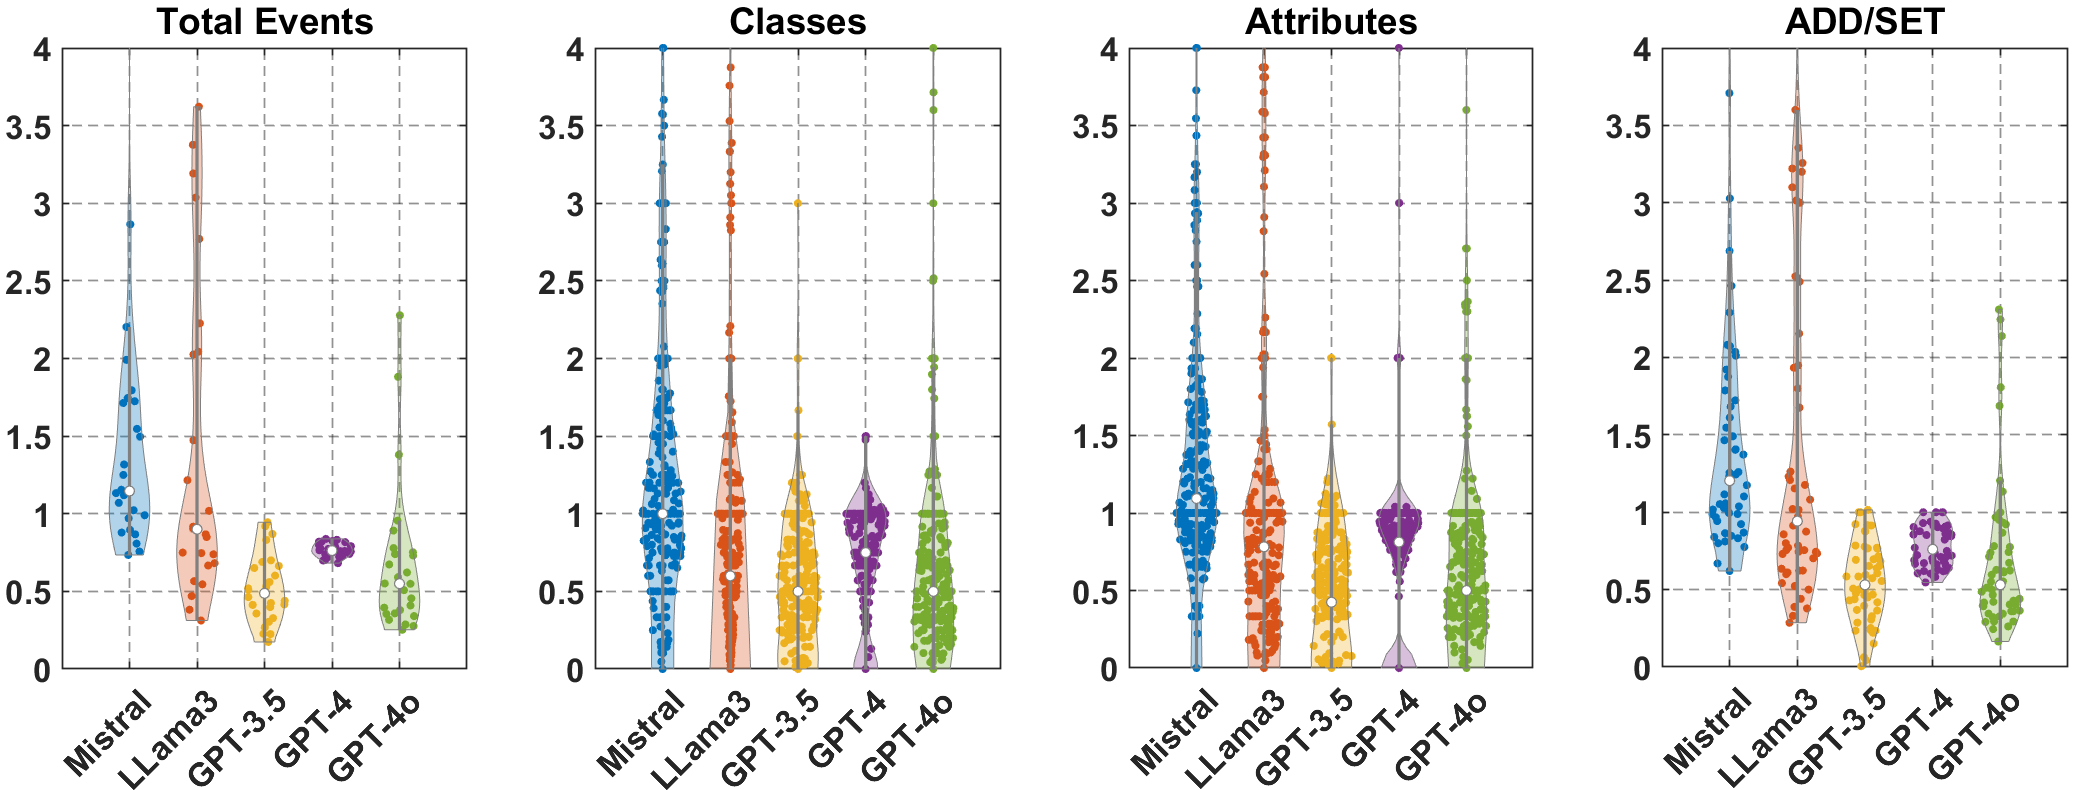 Total Events
4
3.5
3
2.5
2
1.5
1
0.5
0
Mistral
LLama3
GPT-3.5
GPT-4
GPT-4o
Classes
4
3.5
3
2.5
2
1.5
1
0.5
0
Mistral
LLama3
GPT-3.5
GPT-4
GPT-4o
Attributes
4
3.5
3
2.5
2
1.5
1
0.5
0
Mistral
LLama3
GPT-3.5
GPT-4
GPT-4o
ADD/SET
4
3.5
3
2.5
2
1.5
1
0.5
0
Mistral
LLama3
GPT-3.5
GPT-4
GPT-4o